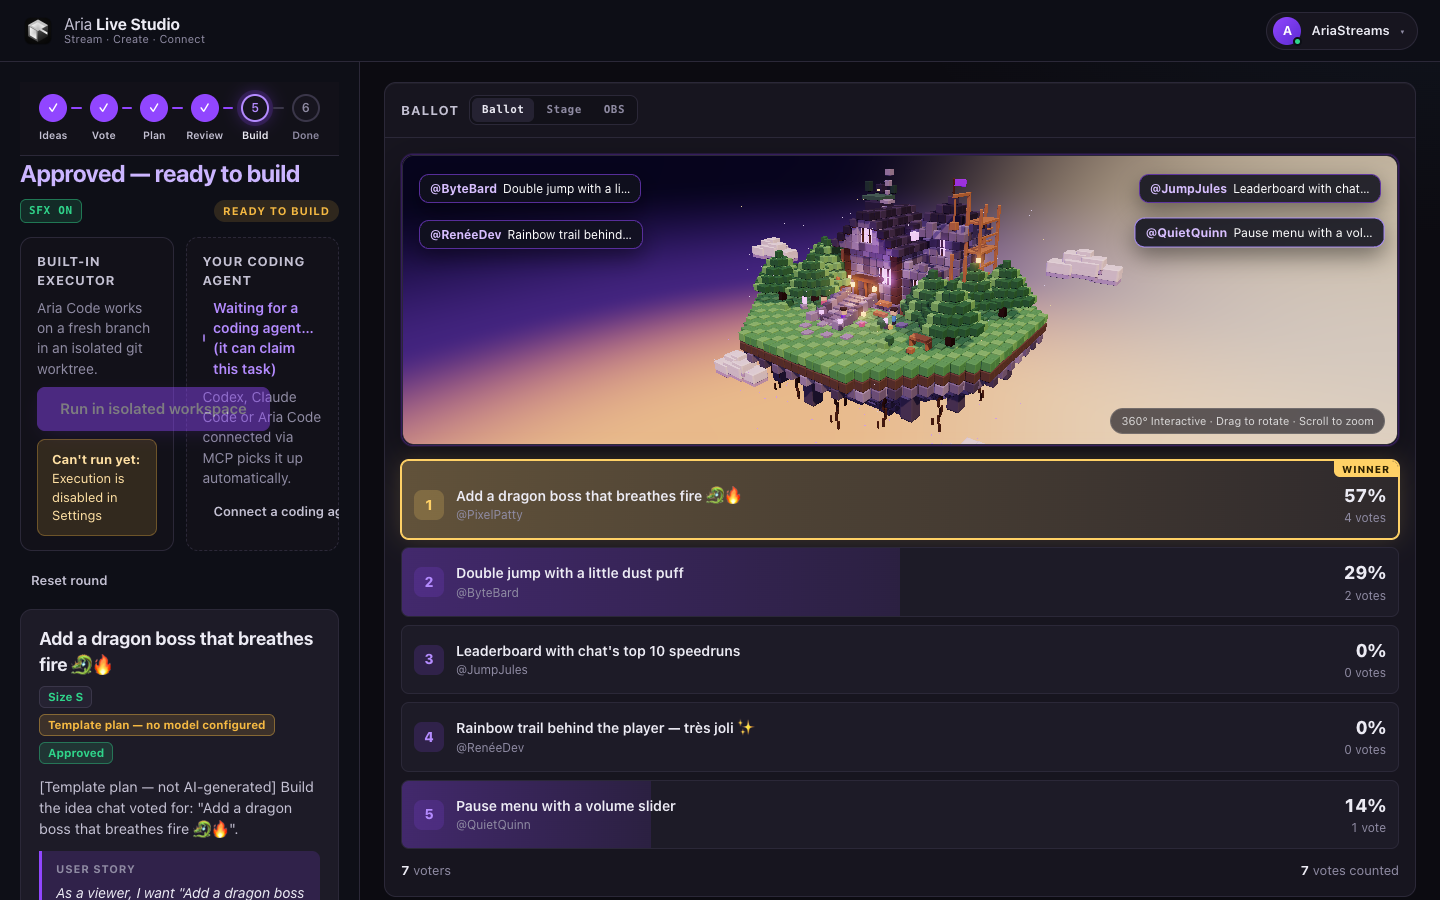 Aria Live Studio
Stream · Create · Connect
A AriaStreams
Ideas
Vote
Plan
Review
5
Build
6
Done
Approved — ready to build
SFX ON
READY TO BUILD
BUILT-IN
EXECUTOR
Aria Code works
on a fresh branch
in an isolated git
worktree.
Run in isolated workspace
Can't run yet:
Execution is
disabled in
Settings
YOUR CODING
AGENT
Waiting for a
coding agent...
(it can claim
this task)
Codex, Claude
Code or Aria Code
connected via
MCP picks it up
automatically.
Connect a coding ag
Reset round
Add a dragon boss that breathes
fire 🐉🔥
Size S
Template plan — no model configured
Approved
[Template plan — not AI-generated] Build
the idea chat voted for: "Add a dragon
boss that breathes fire 🐉🔥".
USER STORY
As a viewer, I want "Add a dragon boss
BALLOT
Ballot
Stage
OBS
@ByteBard Double jump with a li...
@RenéeDev Rainbow trail behind...
@JumpJules Leaderboard with chat...
@QuietQuinn Pause menu with a vol...
360° Interactive · Drag to rotate · Scroll to zoom
WINNER
1
Add a dragon boss that breathes fire 🐉🔥
@PixelPatty
57%
4 votes
2
Double jump with a little dust puff
@ByteBard
29%
2 votes
3
Leaderboard with chat's top 10 speedruns
@JumpJules
0%
0 votes
4
Rainbow trail behind the player — très joli ✨
@RenéeDev
0%
0 votes
5
Pause menu with a volume slider
@QuietQuinn
14%
1 vote
7 voters
7 votes counted